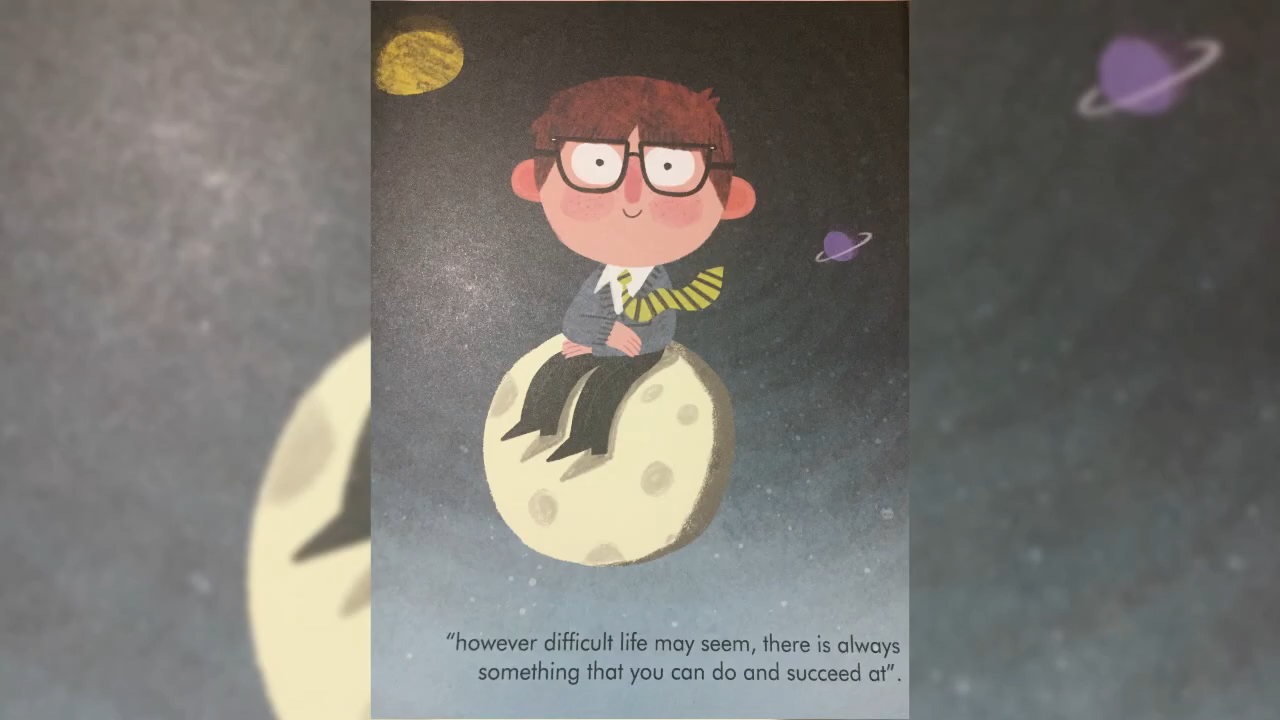 “however difficult life may seem, there is always
something that you can do and succeed at”.